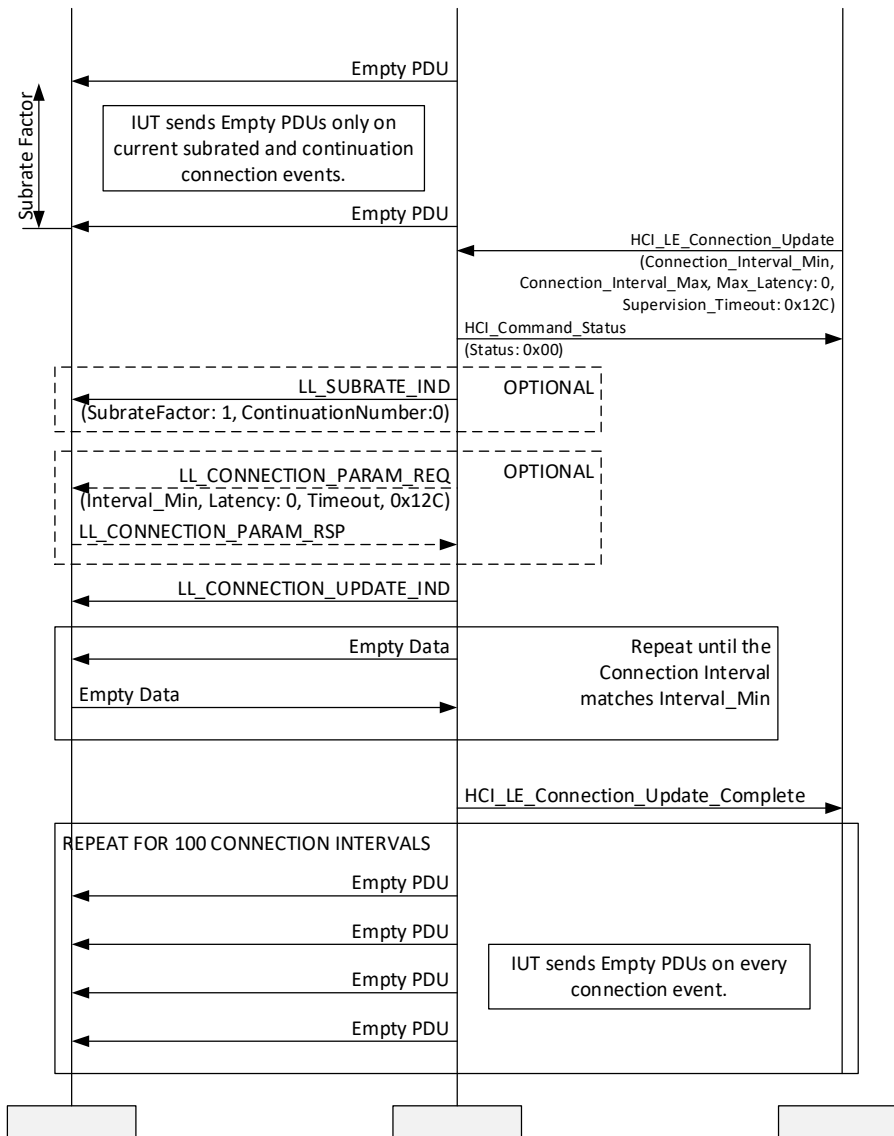 Empty PDU
Subrate Factor
IUT sends Empty PDUs only on
current subrated and continuation
connection events.
Empty PDU
HCI_LE_Connection_Update
(Connection_Interval_Min,
Connection_Interval_Max, Max_Latency: 0,
Supervision_Timeout: 0x12C)
HCI_Command_Status
(Status: 0x00)
LL_SUBRATE_IND
OPTIONAL
(SubrateFactor: 1, ContinuationNumber:0)
LL_CONNECTION_PARAM_REQ
OPTIONAL
(Interval_Min, Latency: 0, Timeout, 0x12C)
LL_CONNECTION_PARAM_RSP
LL_CONNECTION_UPDATE_IND
Empty Data
Repeat until the
Connection Interval
matches Interval_Min
Empty Data
HCI_LE_Connection_Update_Complete
REPEAT FOR 100 CONNECTION INTERVALS
Empty PDU
Empty PDU
IUT sends Empty PDUs on every
connection event.
Empty PDU
Empty PDU